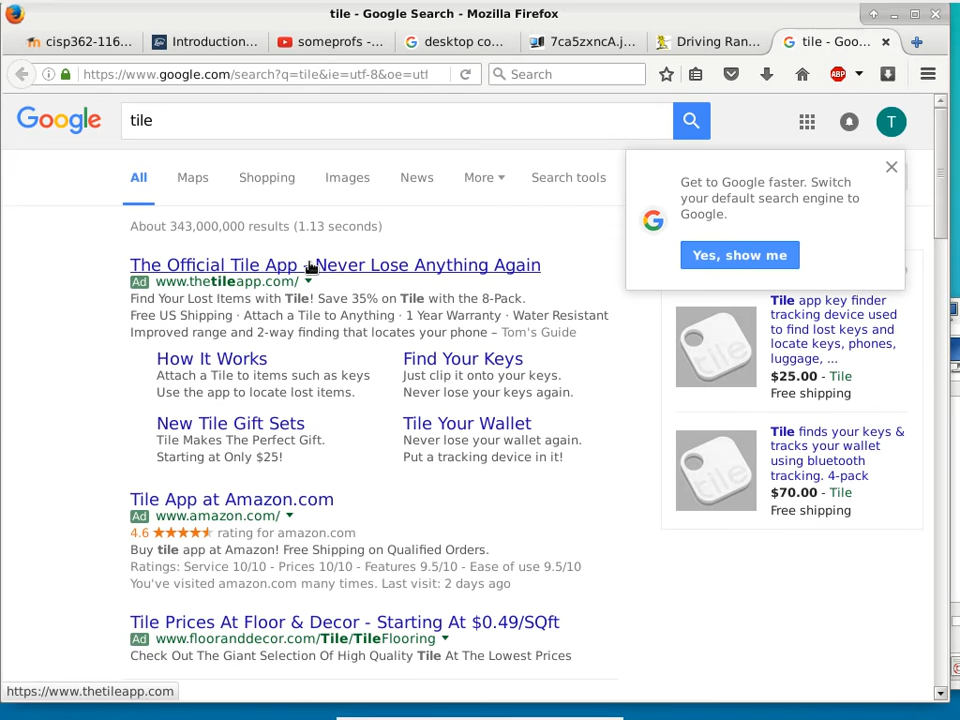 tile - Google Search - Mozilla Firefox
cisp362-116...
Introduction...
someprofs -...
desktop co...
7ca5zxncA.j...
Driving Ran...
tile - Goo...
https://www.google.com/search?q=tile&ie=utf-8&oe=utf
Search
ABP
Google
tile
T
All
Maps
Shopping
Images
News
More
Search tools
Get to Google faster. Switch
your default search engine to
Google.
Yes, show me
About 343,000,000 results (1.13 seconds)
The Official Tile App - Never Lose Anything Again
Ad www.thetileapp.com/
Find Your Lost Items with Tile! Save 35% on Tile with the 8-Pack.
Free US Shipping · Attach a Tile to Anything · 1 Year Warranty · Water Resistant
Improved range and 2-way finding that locates your phone – Tom's Guide
How It Works
Attach a Tile to items such as keys
Use the app to locate lost items.
Find Your Keys
Just clip it onto your keys.
Never lose your keys again.
New Tile Gift Sets
Tile Makes The Perfect Gift.
Starting at Only $25!
Tile Your Wallet
Never lose your wallet again.
Put a tracking device in it!
Tile App at Amazon.com
Ad www.amazon.com/
4.6 rating for amazon.com
Buy tile app at Amazon! Free Shipping on Qualified Orders.
Ratings: Service 10/10 - Prices 10/10 - Features 9.5/10 - Ease of use 9.5/10
You've visited amazon.com many times. Last visit: 2 days ago
Tile Prices At Floor & Decor - Starting At $0.49/SQft
Ad www.flooranddecor.com/Tile/TileFlooring
Check Out The Giant Selection Of High Quality Tile At The Lowest Prices
tile
Tile app key finder
tracking device used
to find lost keys and
locate keys, phones,
luggage, ...
$25.00 - Tile
Free shipping
tile
Tile finds your keys &
tracks your wallet
using bluetooth
tracking. 4-pack
$70.00 - Tile
Free shipping
https://www.thetileapp.com